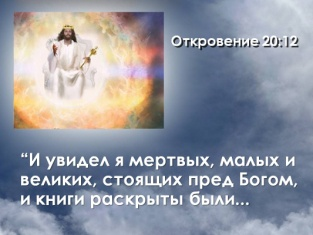 Откровение 20:12
“И увидел я мертвых, малых и
великих, стоящих пред Богом,
и книги раскрыты были...